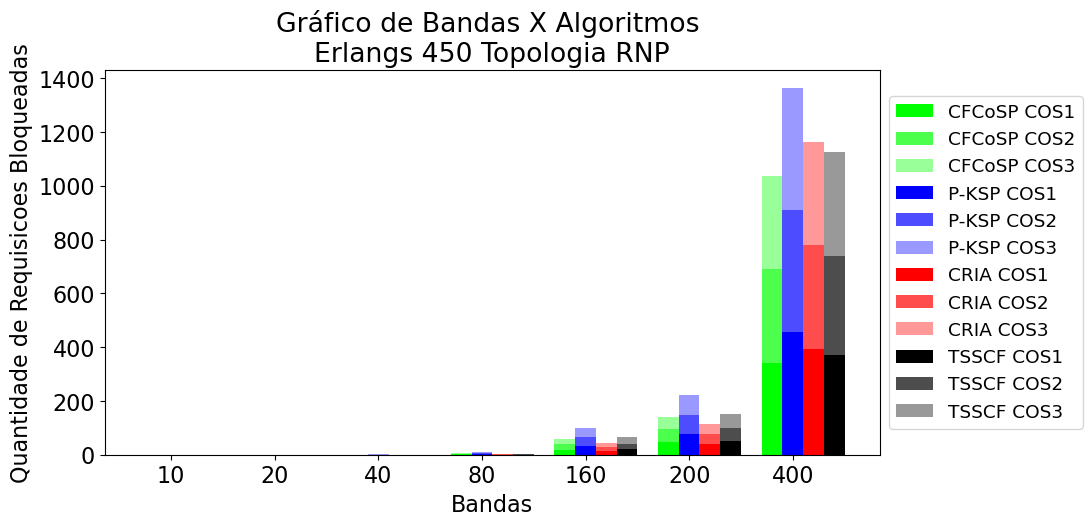 Gráfico de Bandas X Algoritmos
Erlangs 450 Topologia RNP
Quantidade de Requisicoes Bloqueadas
1400
1200
1000
800
600
400
200
0
10 20 40 80 160 200 400
Bandas
CFCoSP COS1
CFCoSP COS2
CFCoSP COS3
P-KSP COS1
P-KSP COS2
P-KSP COS3
CRIA COS1
CRIA COS2
CRIA COS3
TSSCF COS1
TSSCF COS2
TSSCF COS3